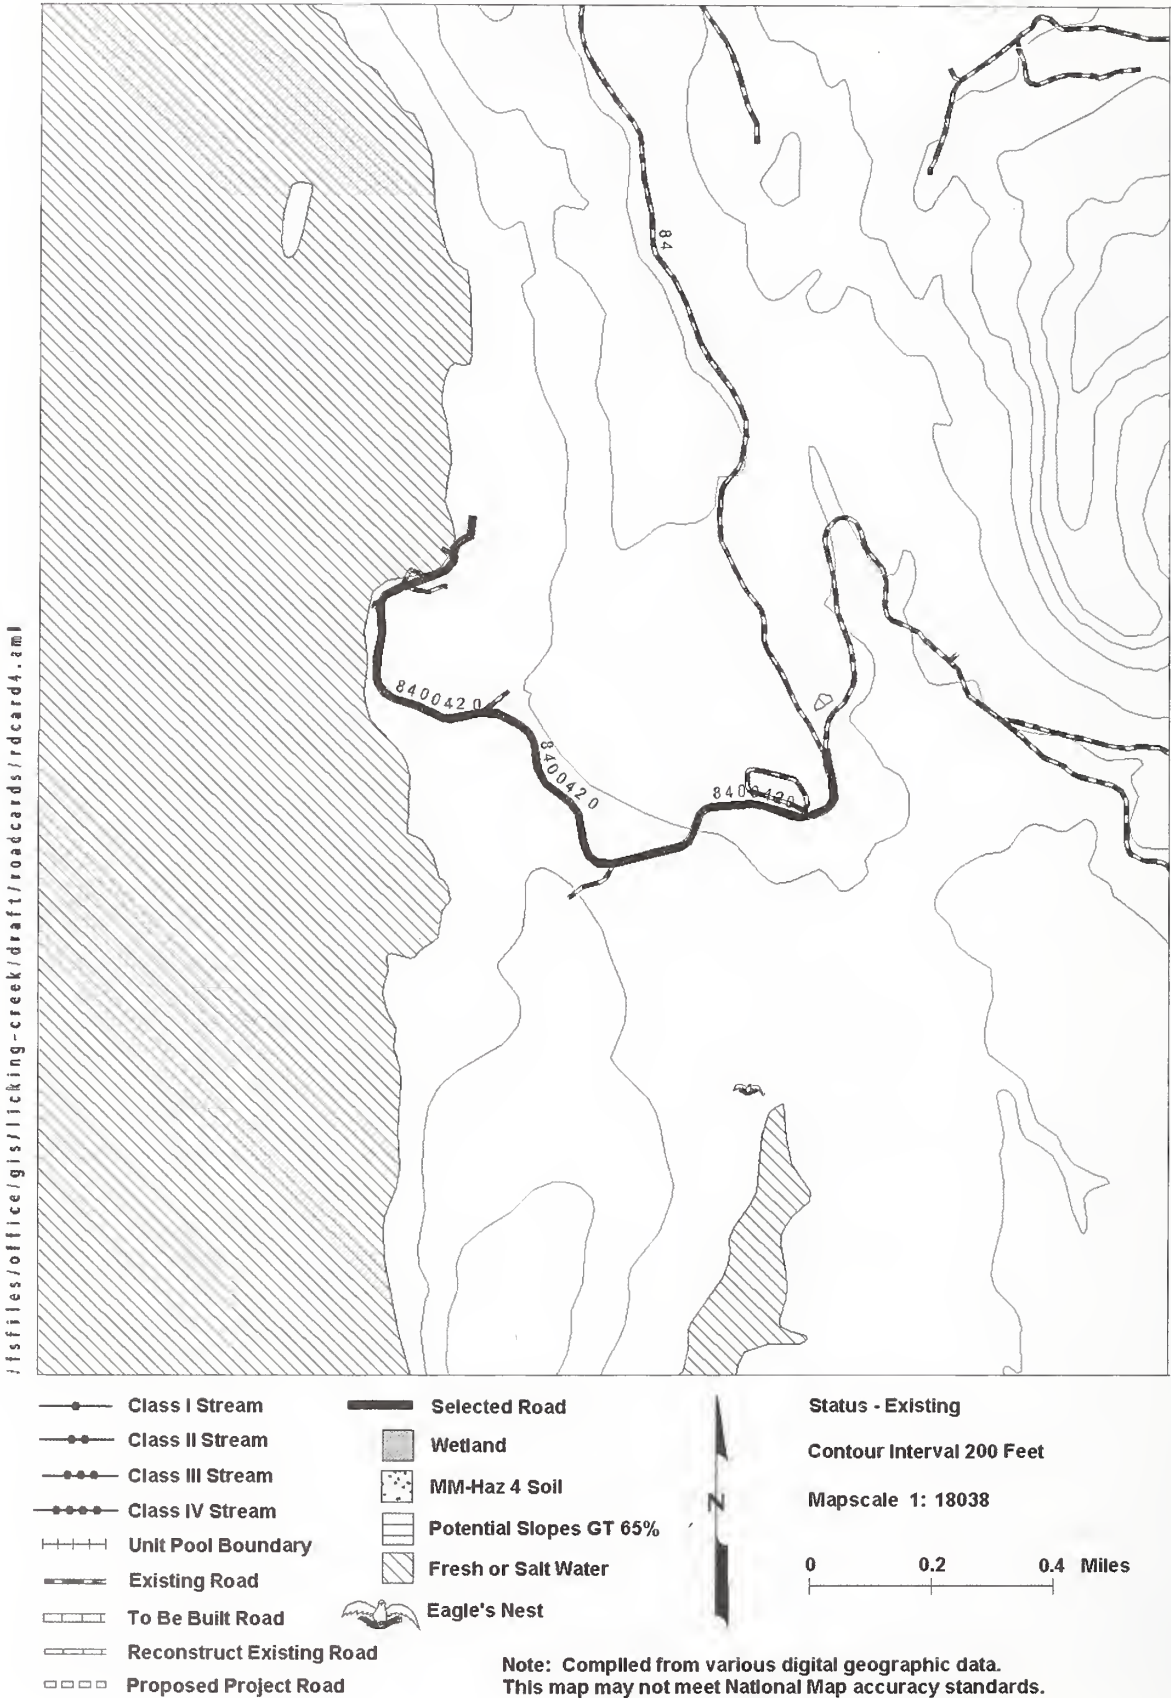 /fsfiles/office/gis/licking-creek/draft/roadcards/rdcard4.aml
84
8400420
8400420
8400420
Class I Stream
Class II Stream
Class III Stream
Class IV Stream
Unit Pool Boundary
Existing Road
To Be Built Road
Reconstruct Existing Road
Proposed Project Road
Selected Road
Wetland
MM-Haz 4 Soil
Potential Slopes GT 65%
Fresh or Salt Water
Eagle's Nest
N
Status - Existing
Contour Interval 200 Feet
Mapscale 1: 18038
0 0.2 0.4 Miles
Note: Compiled from various digital geographic data.
This map may not meet National Map accuracy standards.